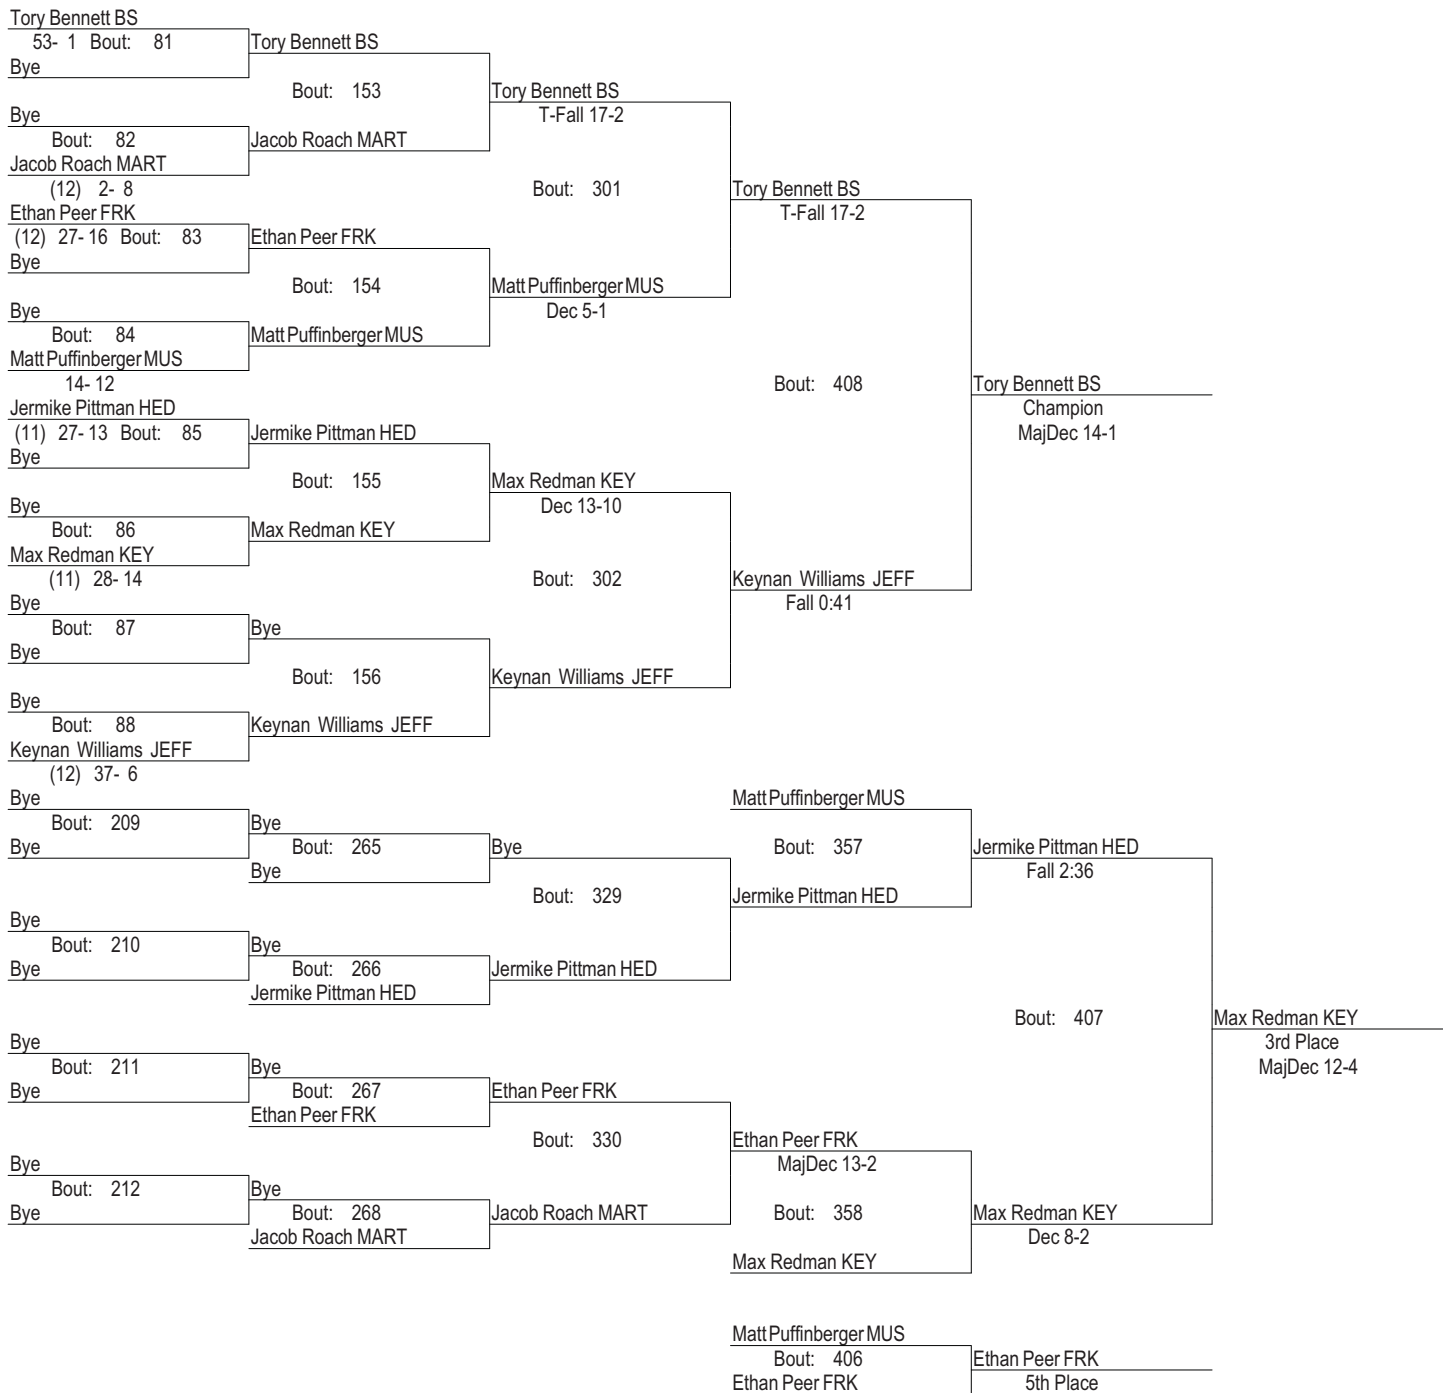 Tory Bennett BS
53- 1 Bout: 81
Tory Bennett BS
Bye
Bout: 153
Tory Bennett BS
T-Fall 17-2
Bye
Bout: 82
Jacob Roach MART
Jacob Roach MART
(12) 2- 8
Bout: 301
Tory Bennett BS
T-Fall 17-2
Ethan Peer FRK
(12) 27- 16 Bout: 83
Ethan Peer FRK
Bye
Bout: 154
Matt Puffinberger MUS
Dec 5-1
Bye
Bout: 84
Matt Puffinberger MUS
Matt Puffinberger MUS
14- 12
Bout: 408
Tory Bennett BS
Champion
MajDec 14-1
Jermike Pittman HED
(11) 27- 13 Bout: 85
Jermike Pittman HED
Bye
Bout: 155
Max Redman KEY
Dec 13-10
Bye
Bout: 86
Max Redman KEY
Max Redman KEY
(11) 28- 14
Bout: 302
Keynan Williams JEFF
Fall 0:41
Bye
Bout: 87
Bye
Bye
Bout: 156
Keynan Williams JEFF
Bye
Bout: 88
Keynan Williams JEFF
Keynan Williams JEFF
(12) 37- 6
Bye
Bout: 209
Bye
Bye
Bout: 265
Bye
Bye
Matt Puffinberger MUS
Bout: 357
Jermike Pittman HED
Fall 2:36
Bout: 329
Jermike Pittman HED
Bye
Bout: 210
Bye
Bye
Bout: 266
Jermike Pittman HED
Jermike Pittman HED
Bout: 407
Max Redman KEY
3rd Place
MajDec 12-4
Bye
Bout: 211
Bye
Bye
Bout: 267
Ethan Peer FRK
Ethan Peer FRK
Bout: 330
Ethan Peer FRK
MajDec 13-2
Bye
Bout: 212
Bye
Bye
Bout: 268
Jacob Roach MART
Jacob Roach MART
Bout: 358
Max Redman KEY
Dec 8-2
Max Redman KEY
Matt Puffinberger MUS
Bout: 406
Ethan Peer FRK
Ethan Peer FRK
5th Place